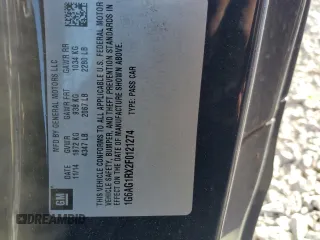 MFD BY GENERAL MOTORS LLC
11/14
GVWR GAWR FRT GAWR RR
1972 KG 938 KG 1034 KG
4347 LB 2067 LB 2280 LB
THIS VEHICLE CONFORMS TO ALL APPLICABLE U.S. FEDERAL MOTOR
VEHICLE SAFETY, BUMPER, AND THEFT PREVENTION STANDARDS
IN EFFECT ON THE DATE OF MANUFACTURE SHOWN ABOVE.
1G6AG1RX2F0121274 TYPE: PASS CAR
GM
DREAMBID